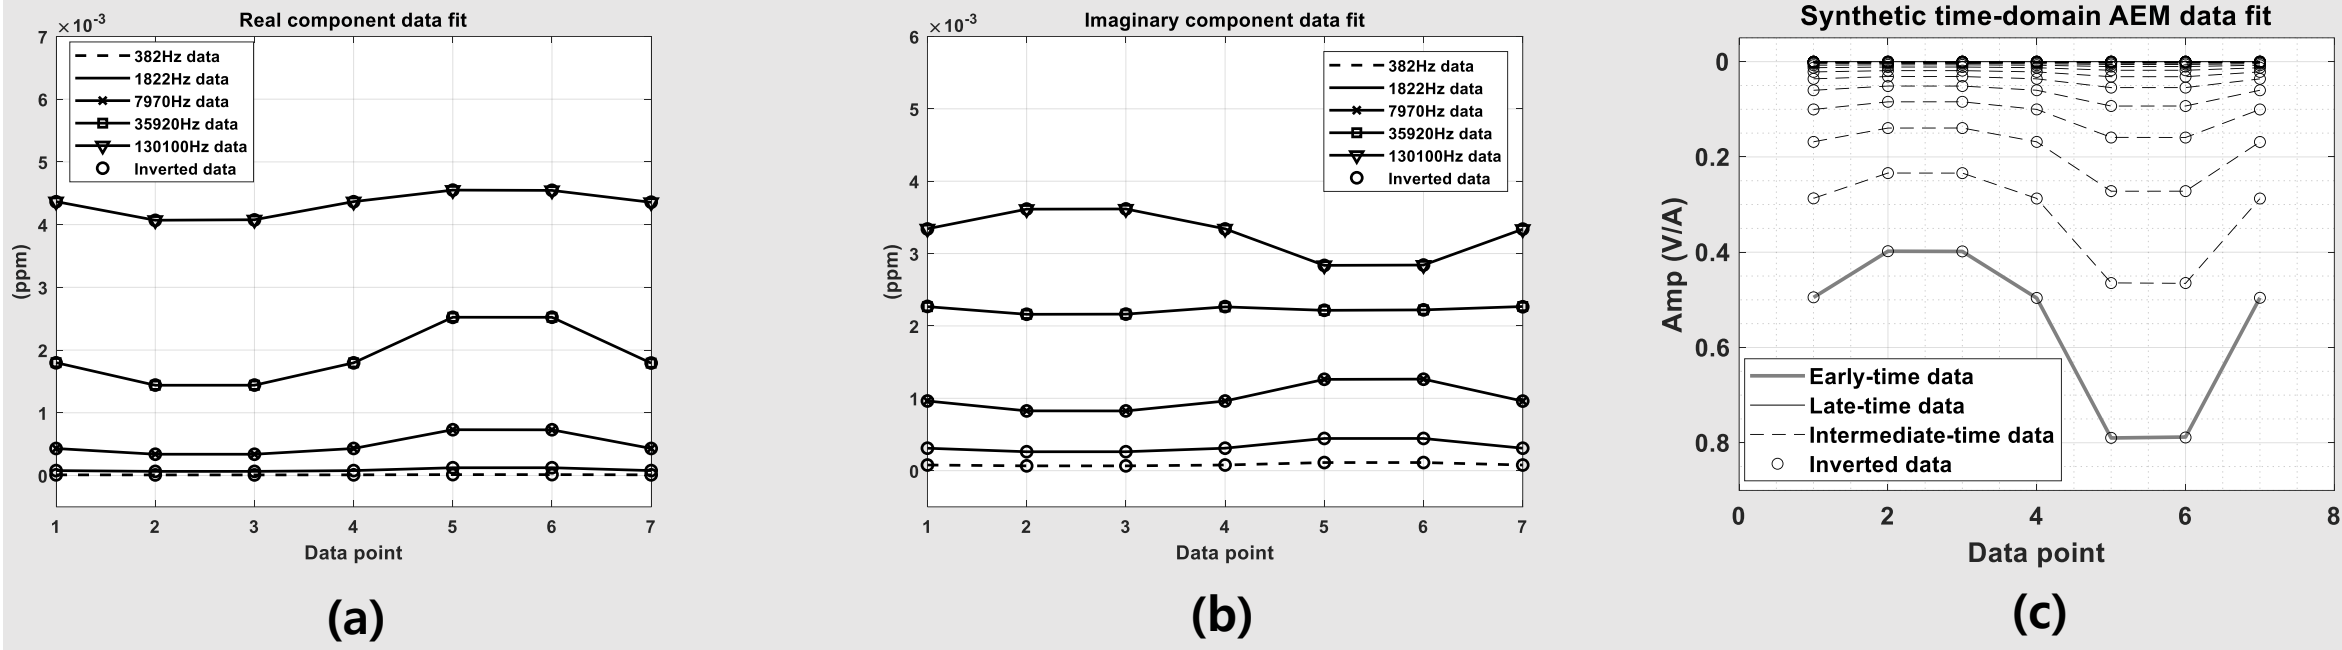 Real component data fit
×10-3
7
6
5
4
3
2
1
0
(ppm)
382Hz data
1822Hz data
7970Hz data
35920Hz data
130100Hz data
Inverted data
1 2 3 4 5 6 7
Data point
(a)
Imaginary component data fit
×10-3
6
5
4
3
2
1
0
(ppm)
382Hz data
1822Hz data
7970Hz data
35920Hz data
130100Hz data
Inverted data
1 2 3 4 5 6 7
Data point
(b)
Synthetic time-domain AEM data fit
0
0.2
0.4
0.6
0.8
Amp (V/A)
Early-time data
Late-time data
Intermediate-time data
Inverted data
0 2 4 6 8
Data point
(c)